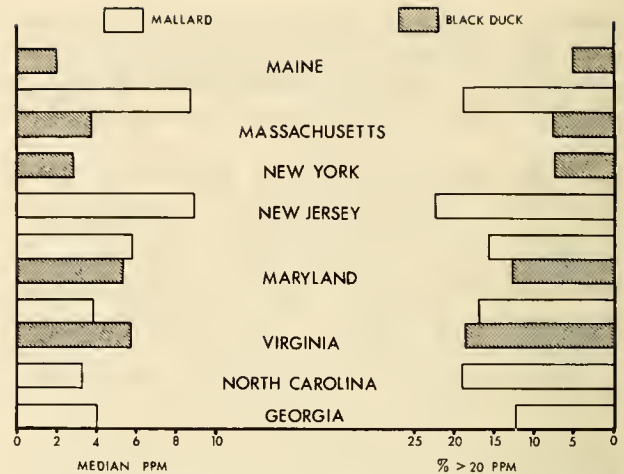 MALLARD BLACK DUCK
MAINE
MASSACHUSETTS
NEW YORK
NEW JERSEY
MARYLAND
VIRGINIA
NORTH CAROLINA
GEORGIA
0 2 4 6 8 10 25 20 15 10 5 0
MEDIAN PPM % > 20 PPM